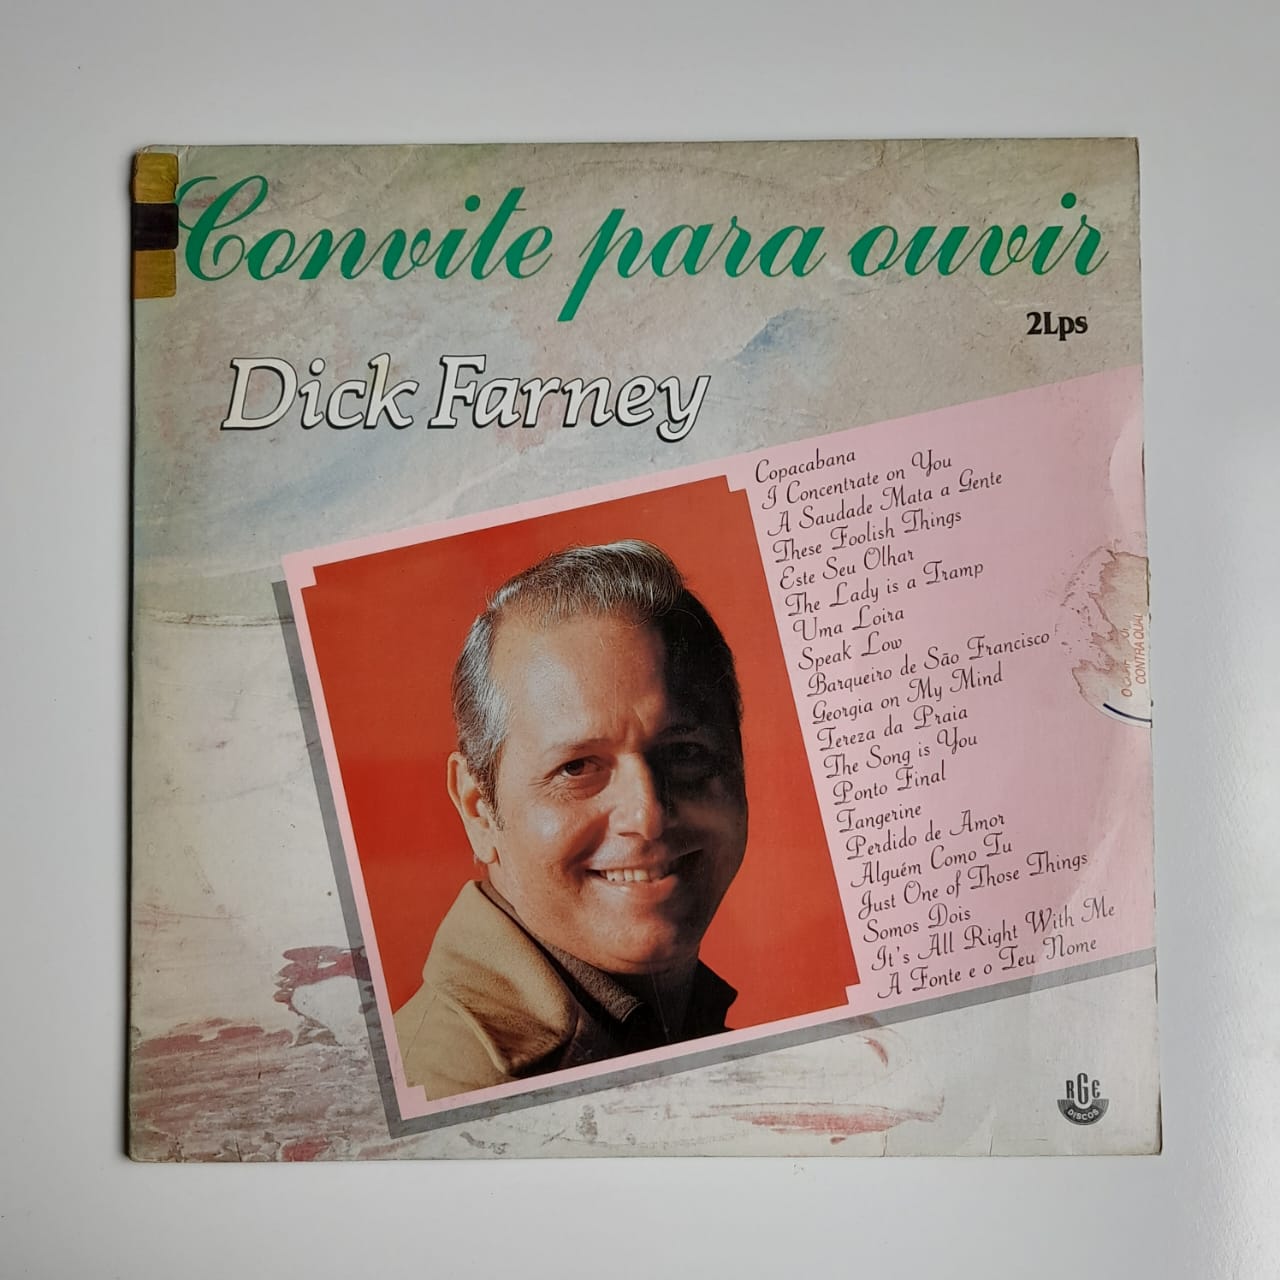 Convite para ouvir
2Lps
Dick Farney
Copacabana
I Concentrate on You
A Saudade Mata a Gente
These Foolish Things
Este Seu Olhar
The Lady is a Tramp
Uma Loira
Speak Low
Barqueiro de São Francisco
Georgia on My Mind
Tereza da Praia
The Song is You
Ponto Final
Tangerine
Perdido de Amor
Alguém Como Tu
Just One of Those Things
Somos Dois
It's All Right With Me
A Fonte e o Teu Nome
CONTRA
RGE
DISCOS